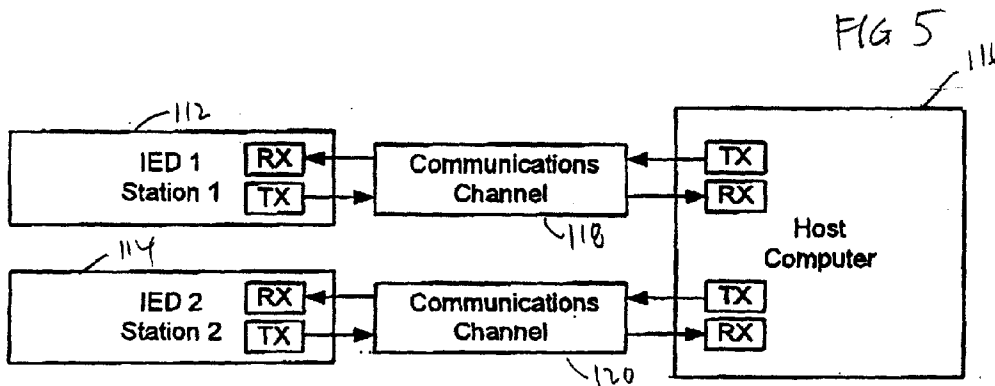 FIG 5
116
112
IED 1
Station 1
RX
TX
Communications
Channel
118
TX
RX
Host
Computer
114
IED 2
Station 2
RX
TX
Communications
Channel
120
TX
RX